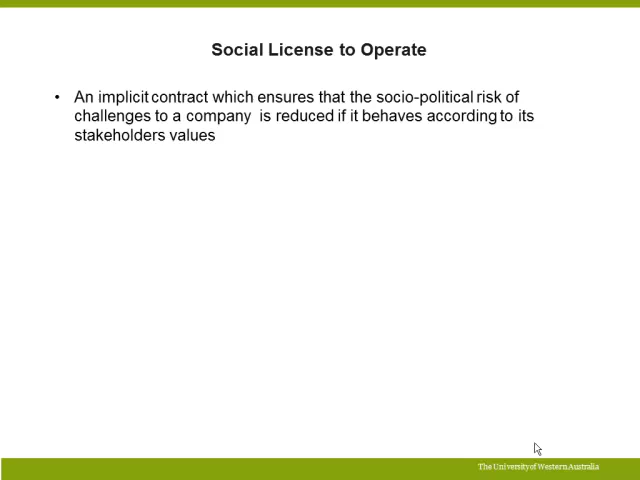 Social License to Operate
• An implicit contract which ensures that the socio-political risk of
challenges to a company is reduced if it behaves according to its
stakeholders values
The University of Western Australia